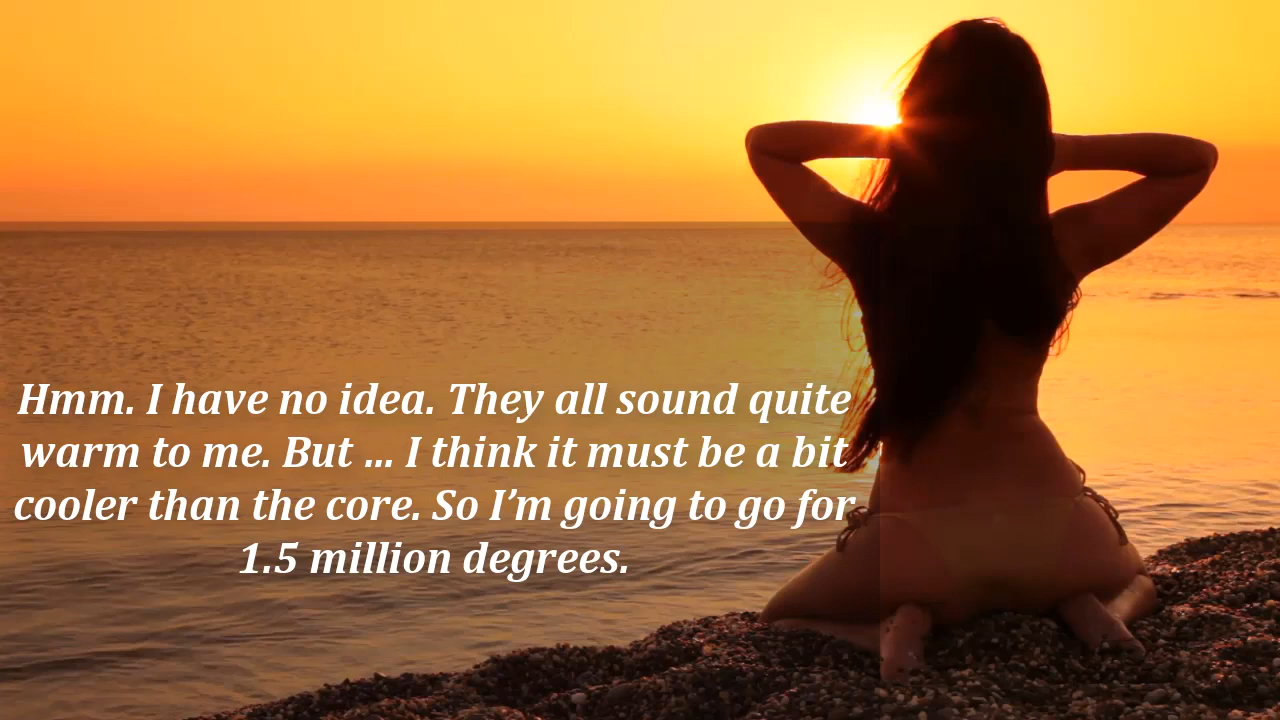 Hmm. I have no idea. They all sound quite
warm to me. But ... I think it must be a bit
cooler than the core. So I’m going to go for
1.5 million degrees.